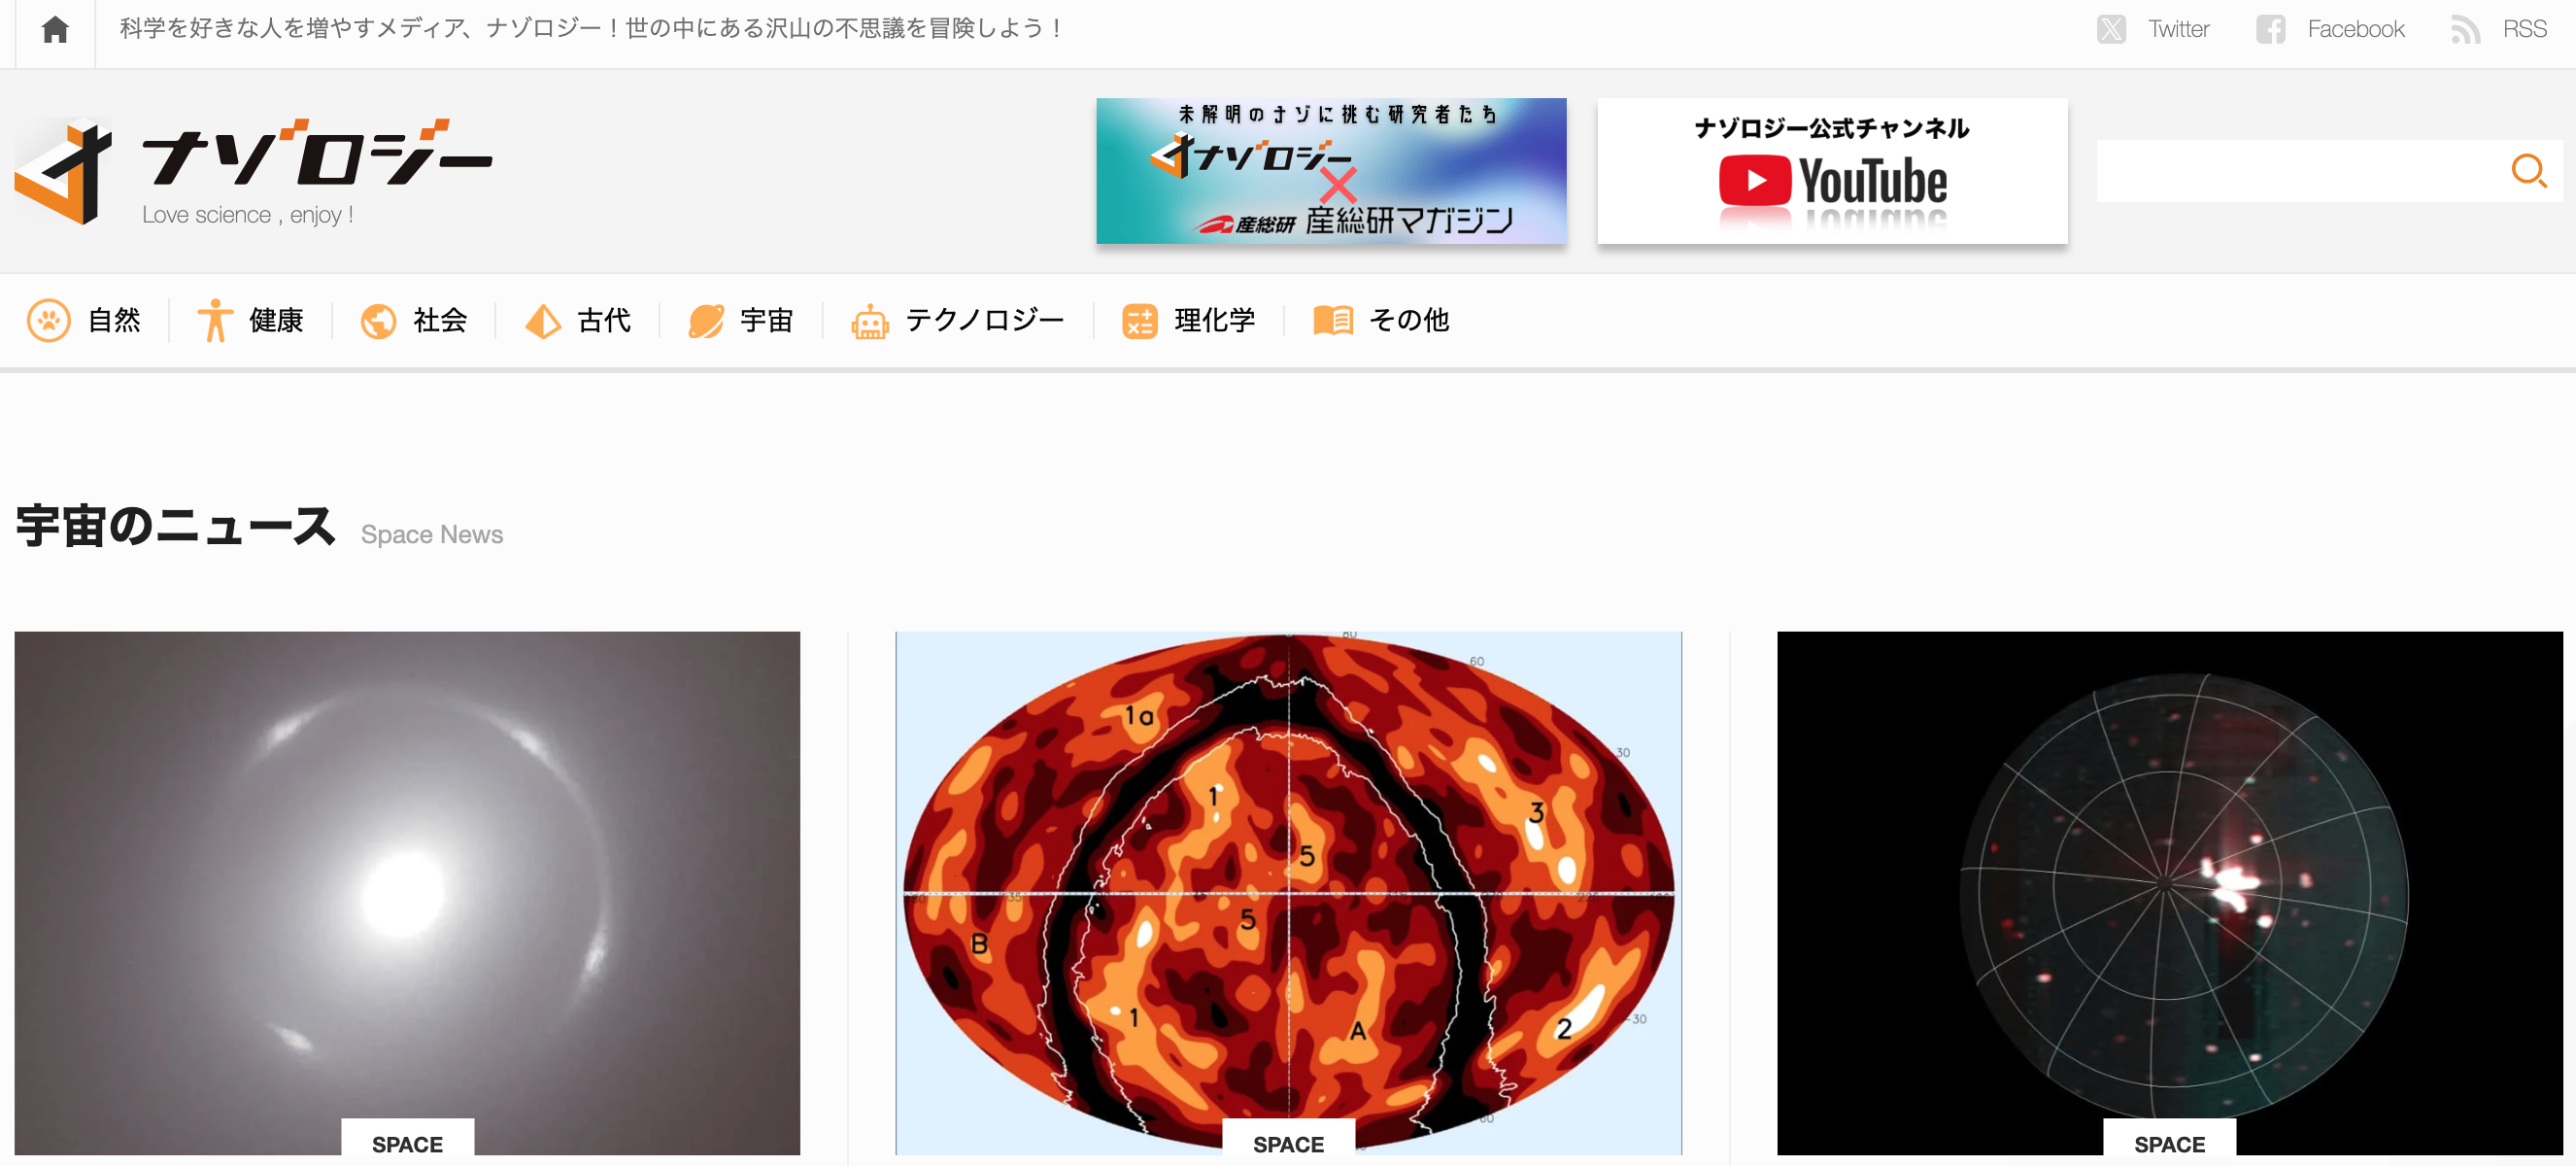 科学を好きな人を増やすメディア、ナゾロジー！世の中にある沢山の不思議を冒険しよう！
Twitter
Facebook
RSS
ナゾロジー
Love science , enjoy !
未解明のナゾに挑む研究者たち
ナゾロジー
産総研 産総研マガジン
ナゾロジー公式チャンネル
YouTube
自然
健康
社会
古代
宇宙
テクノロジー
理化学
その他
宇宙のニュース Space News
80
60
1a
30
1
3
5
5
B
1
A
2
-30
SPACE
SPACE
SPACE